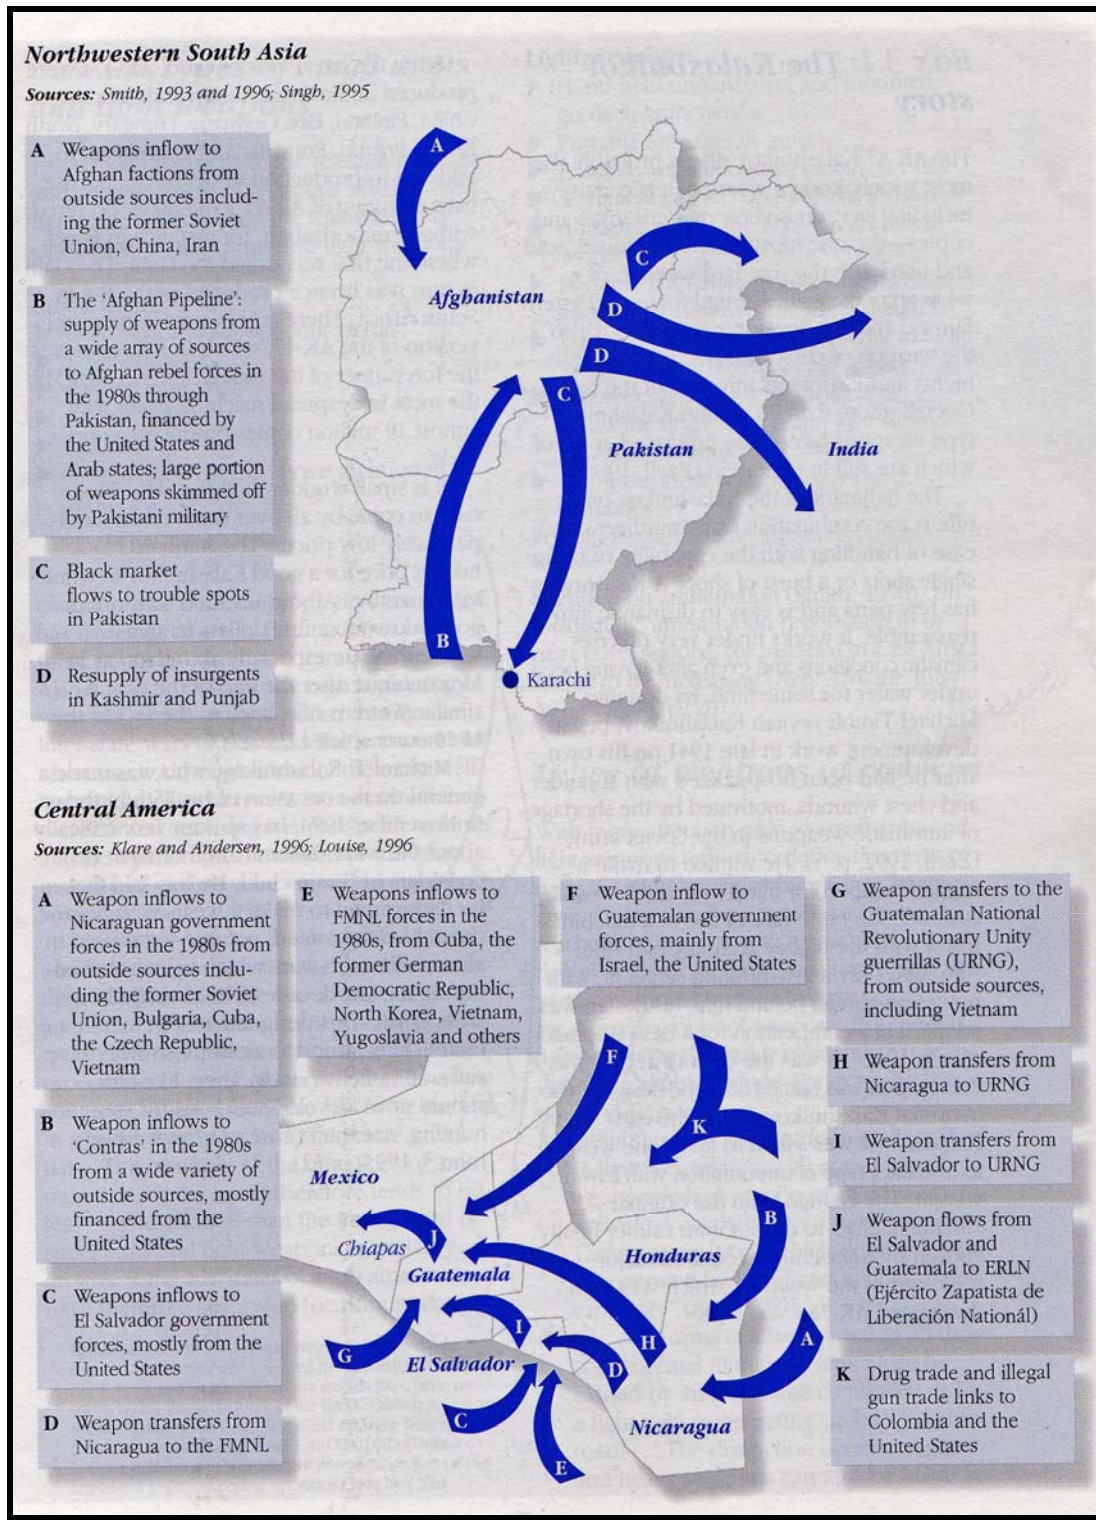 Northwestern South Asia
Sources: Smith, 1993 and 1996; Singh, 1995
A Weapons inflow to
Afghan factions from
outside sources includ-
ing the former Soviet
Union, China, Iran
B The ‘Afghan Pipeline’:
supply of weapons from
a wide array of sources
to Afghan rebel forces in
the 1980s through
Pakistan, financed by
the United States and
Arab states; large portion
of weapons skimmed off
by Pakistani military
C Black market
flows to trouble spots
in Pakistan
D Resupply of insurgents
in Kashmir and Punjab
A
C
Afghanistan
D
D
C
Pakistan
India
B
Karachi
Central America
Sources: Klare and Andersen, 1996; Louise, 1996
A Weapon inflows to
Nicaraguan government
forces in the 1980s from
outside sources inclu-
ding the former Soviet
Union, Bulgaria, Cuba,
the Czech Republic,
Vietnam
B Weapon inflows to
‘Contras’ in the 1980s
from a wide variety of
outside sources, mostly
financed from the
United States
C Weapons inflows to
El Salvador government
forces, mostly from the
United States
D Weapon transfers from
Nicaragua to the FMNL
E Weapons inflows to
FMNL forces in the
1980s, from Cuba, the
former German
Democratic Republic,
North Korea, Vietnam,
Yugoslavia and others
F Weapon inflow to
Guatemalan government
forces, mainly from
Israel, the United States
G Weapon transfers to the
Guatemalan National
Revolutionary Unity
guerrillas (URNG),
from outside sources,
including Vietnam
H Weapon transfers from
Nicaragua to URNG
I Weapon transfers from
El Salvador to URNG
J Weapon flows from
El Salvador and
Guatemala to ERLN
(Ejército Zapatista de
Liberación Nationál)
K Drug trade and illegal
gun trade links to
Colombia and the
United States
F
K
Mexico
B
J
Chiapas
Honduras
Guatemala
I
H
A
G
El Salvador
D
C
Nicaragua
E